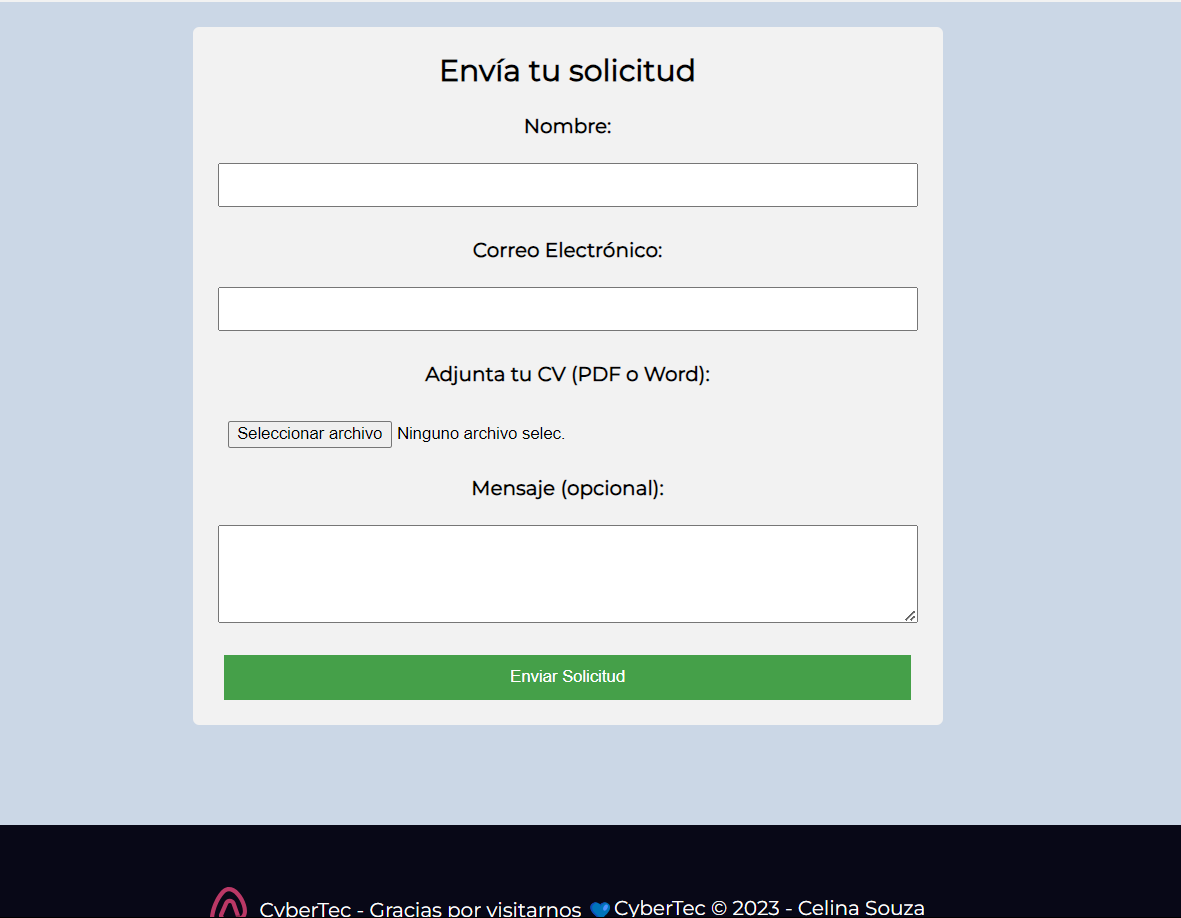 Envía tu solicitud
Nombre:
Correo Electrónico:
Adjunta tu CV (PDF o Word):
Seleccionar archivo Ninguno archivo selec.
Mensaje (opcional):
Enviar Solicitud
CyberTec - Gracias por visitarnos 💙 CyberTec © 2023 - Celina Souza